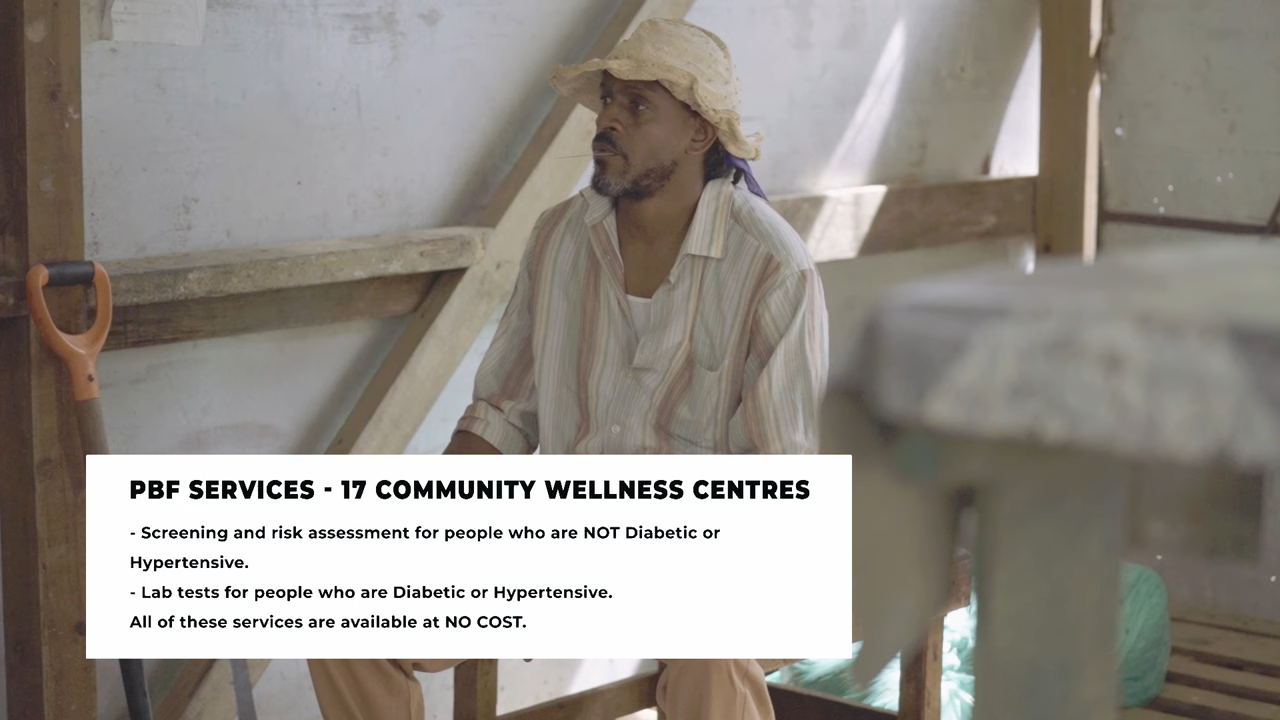 PBF SERVICES - 17 COMMUNITY WELLNESS CENTRES
- Screening and risk assessment for people who are NOT Diabetic or
Hypertensive.
- Lab tests for people who are Diabetic or Hypertensive.
All of these services are available at NO COST.